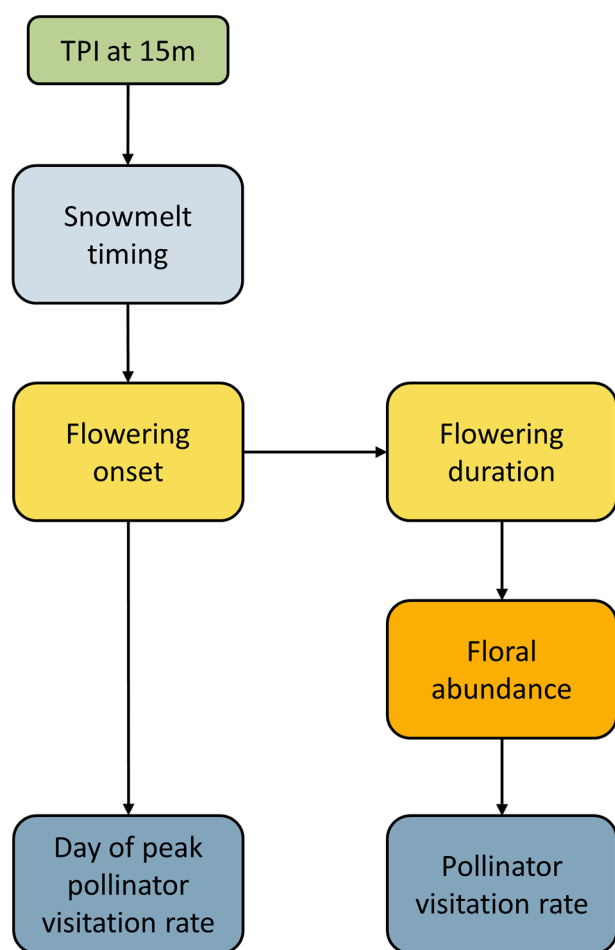 TPI at 15m
Snowmelt
timing
Flowering
onset
Flowering
duration
Floral
abundance
Day of peak
pollinator
visitation rate
Pollinator
visitation rate